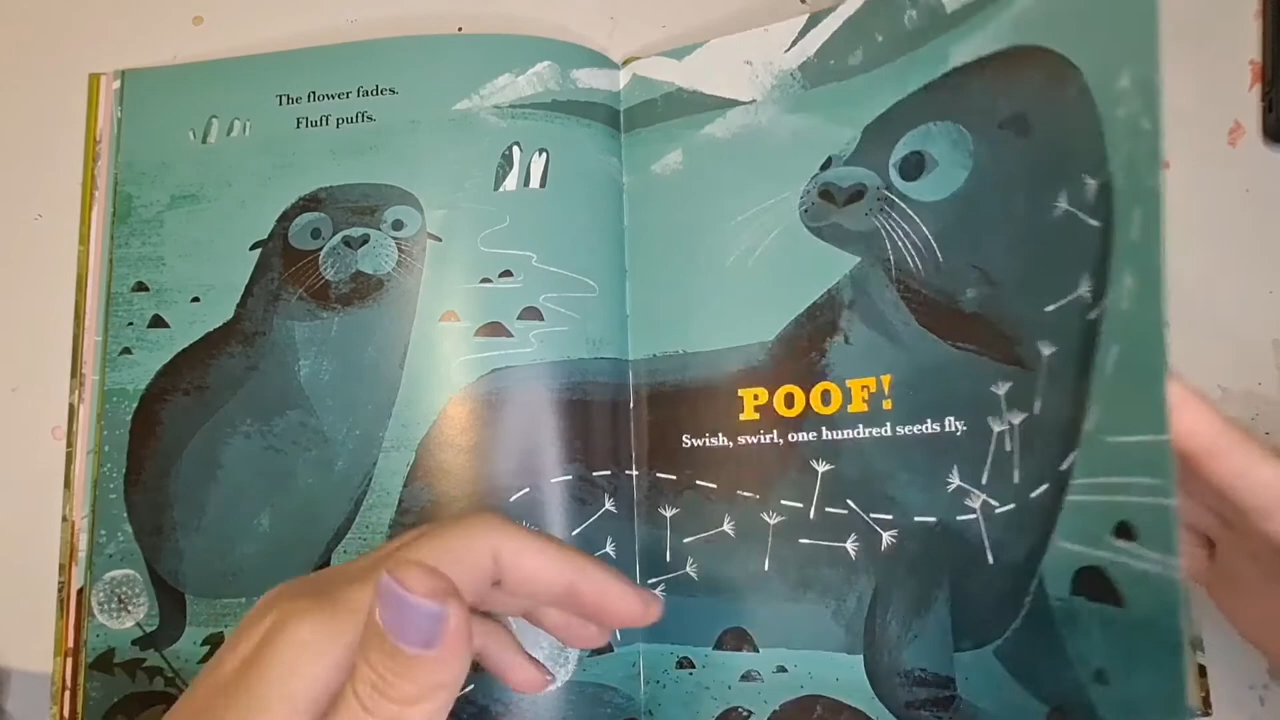 The flower fades.
Fluff puffs.
POOF!
Swish, swirl, one hundred seeds fly.